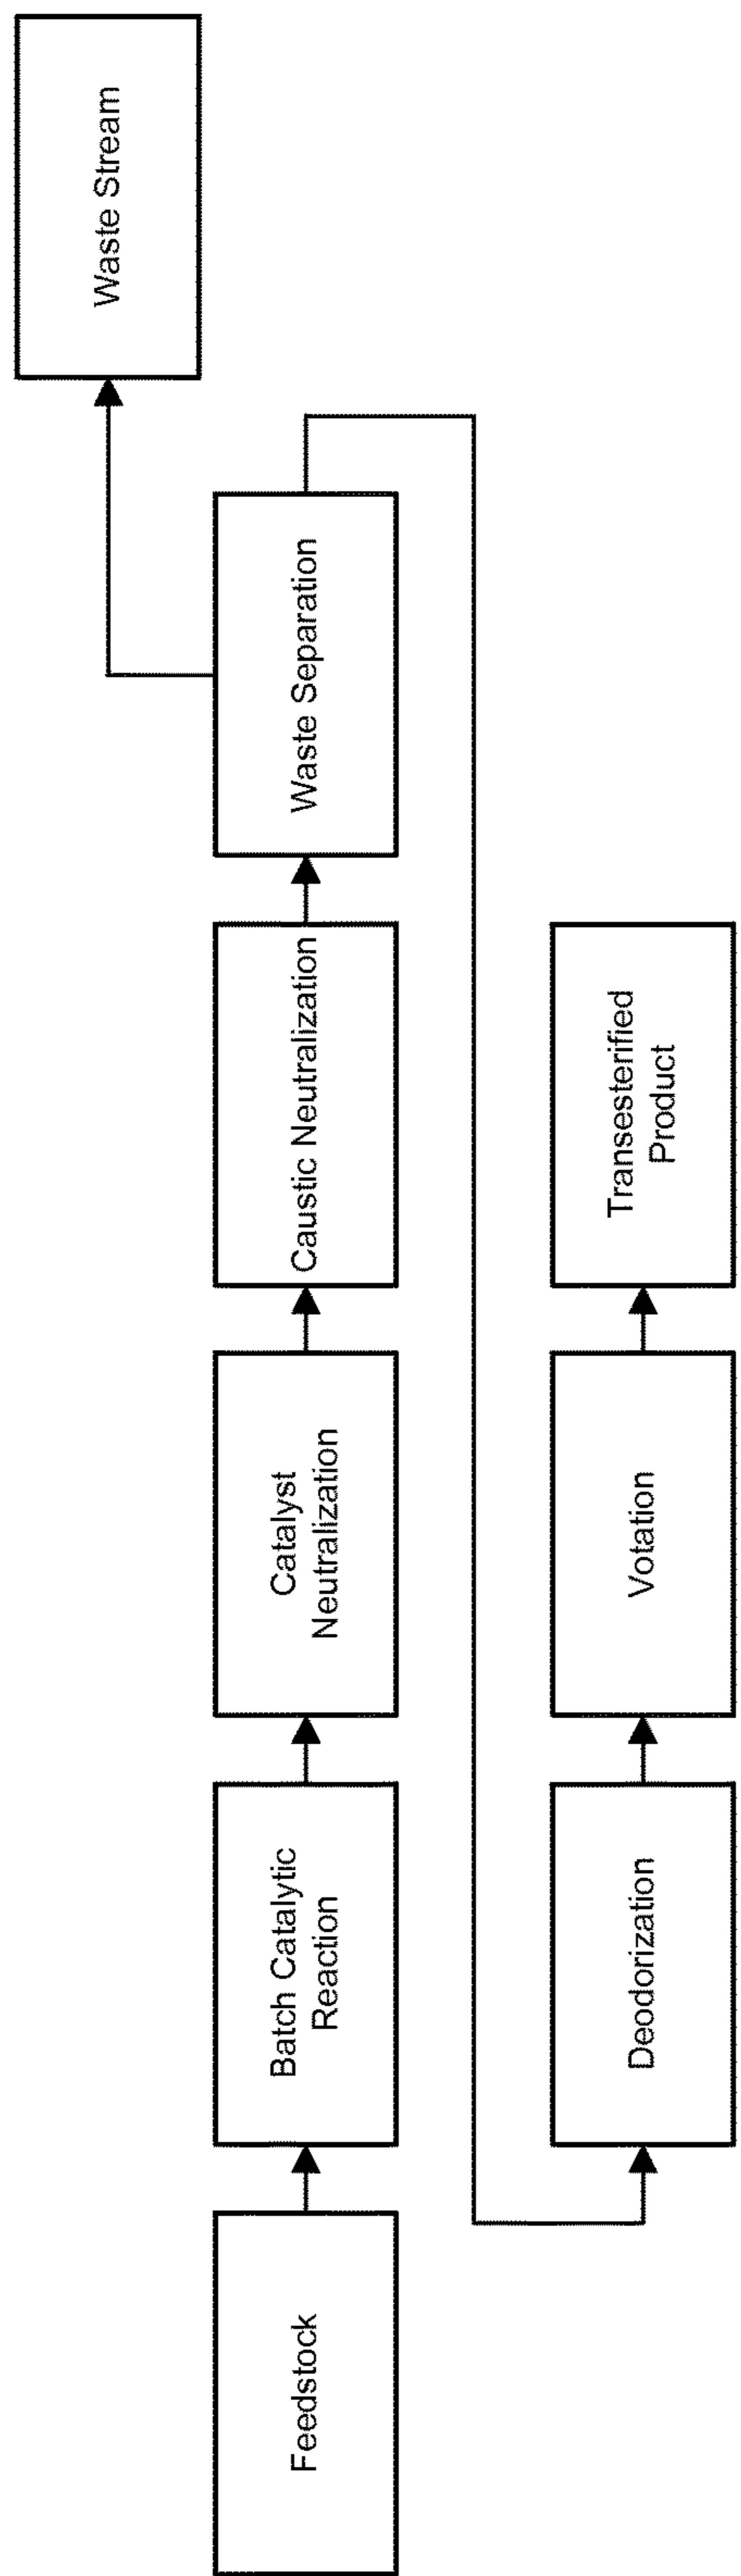 Feedstock
Batch Catalytic
Reaction
Catalyst
Neutralization
Caustic Neutralization
Waste Separation
Waste Stream
Deodorization
Votation
Transesterified
Product